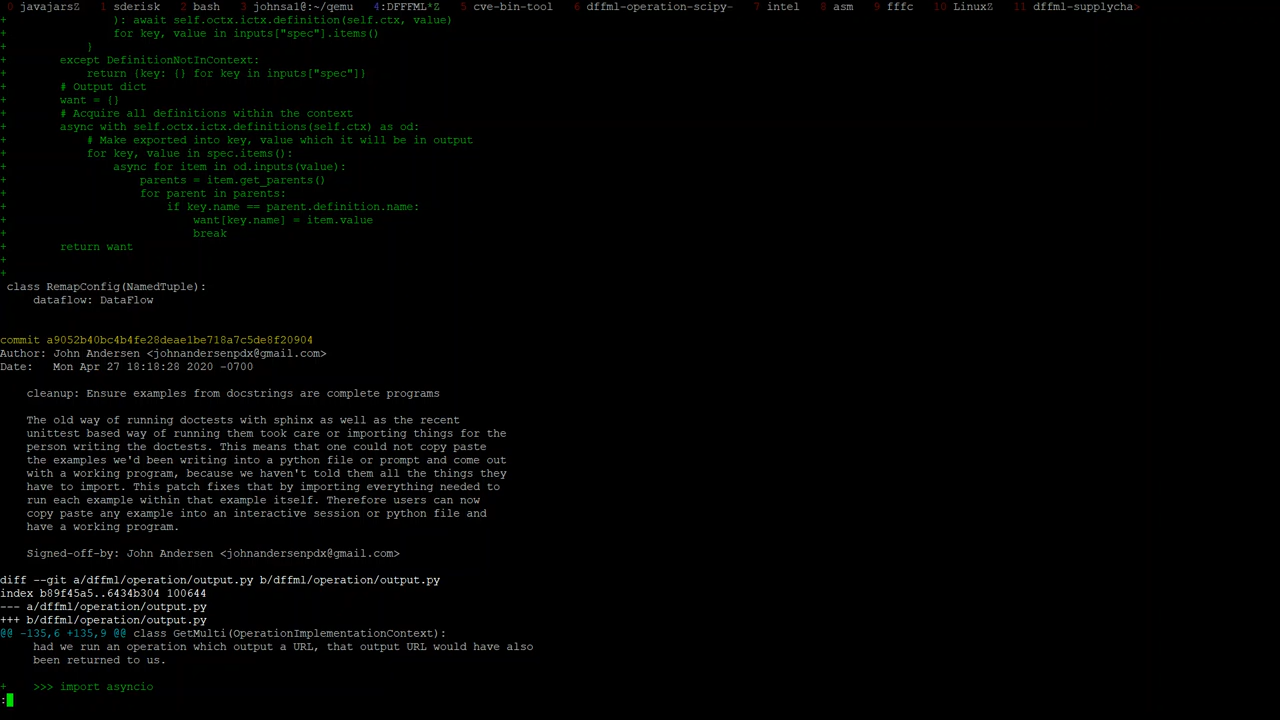 0 javajarsZ  1 sderisk  2 bash  3 johnsa1@:~/qemu  4:DFFFML*Z  5 cve-bin-tool  6 dffml-operation-scipy-  7 intel  8 asm  9 fffc  10 LinuxZ  11 dffml-supplycha>
+                ): await self.octx.ictx.definition(self.ctx, value)
+                for key, value in inputs["spec"].items()
+            }
+        except DefinitionNotInContext:
+            return {key: {} for key in inputs["spec"]}
+        # Output dict
+        want = {}
+        # Acquire all definitions within the context
+        async with self.octx.ictx.definitions(self.ctx) as od:
+            # Make exported into key, value which it will be in output
+            for key, value in spec.items():
+                async for item in od.inputs(value):
+                    parents = item.get_parents()
+                    for parent in parents:
+                        if key.name == parent.definition.name:
+                            want[key.name] = item.value
+                            break
+        return want
+
+
 class RemapConfig(NamedTuple):
     dataflow: DataFlow
commit a9052b40bc4b4fe28deae1be718a7c5de8f20904
Author: John Andersen <johnandersenpdx@gmail.com>
Date:   Mon Apr 27 18:18:28 2020 -0700
    cleanup: Ensure examples from docstrings are complete programs
    The old way of running doctests with sphinx as well as the recent
    unittest based way of running them took care or importing things for the
    person writing the doctests. This means that one could not copy paste
    the examples we'd been writing into a python file or prompt and come out
    with a working program, because we haven't told them all the things they
    have to import. This patch fixes that by importing everything needed to
    run each example within that example itself. Therefore users can now
    copy paste any example into an interactive session or python file and
    have a working program.
    Signed-off-by: John Andersen <johnandersenpdx@gmail.com>
diff --git a/dffml/operation/output.py b/dffml/operation/output.py
index b89f45a5..6434b304 100644
--- a/dffml/operation/output.py
+++ b/dffml/operation/output.py
@@ -135,6 +135,9 @@ class GetMulti(OperationImplementationContext):
     had we run an operation which output a URL, that output URL would have also
     been returned to us.
+    >>> import asyncio
: